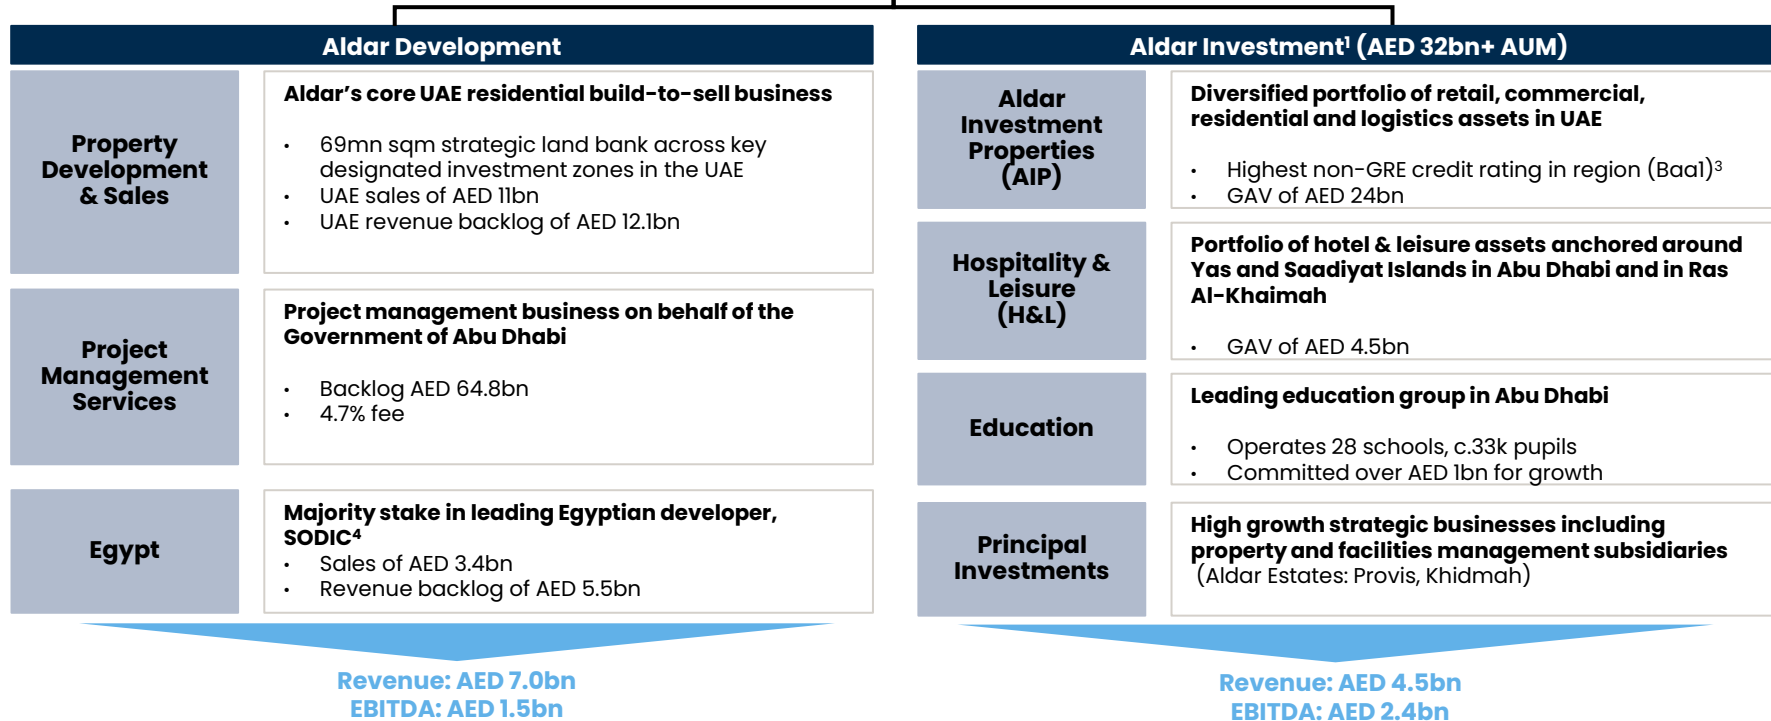 Aldar Development
Property
Development
& Sales
Aldar’s core UAE residential build-to-sell business
• 69mn sqm strategic land bank across key
designated investment zones in the UAE
• UAE sales of AED 11bn
• UAE revenue backlog of AED 12.1bn
Project
Management
Services
Project management business on behalf of the
Government of Abu Dhabi
• Backlog AED 64.8bn
• 4.7% fee
Egypt
Majority stake in leading Egyptian developer,
SODIC⁴
• Sales of AED 3.4bn
• Revenue backlog of AED 5.5bn
Revenue: AED 7.0bn
EBITDA: AED 1.5bn
Aldar Investment¹ (AED 32bn+ AUM)
Aldar
Investment
Properties
(AIP)
Diversified portfolio of retail, commercial,
residential and logistics assets in UAE
• Highest non-GRE credit rating in region (Baa1)³
• GAV of AED 24bn
Hospitality &
Leisure
(H&L)
Portfolio of hotel & leisure assets anchored around
Yas and Saadiyat Islands in Abu Dhabi and in Ras
Al-Khaimah
• GAV of AED 4.5bn
Education
Leading education group in Abu Dhabi
• Operates 28 schools, c.33k pupils
• Committed over AED 1bn for growth
Principal
Investments
High growth strategic businesses including
property and facilities management subsidiaries
(Aldar Estates: Provis, Khidmah)
Revenue: AED 4.5bn
EBITDA: AED 2.4bn